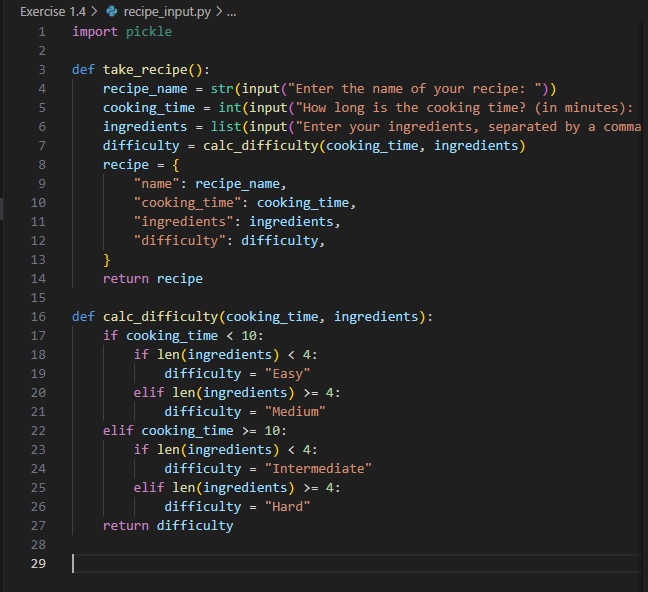 Exercise 1.4 > recipe_input.py > ...
1 import pickle
2
3 def take_recipe():
4 recipe_name = str(input("Enter the name of your recipe: "))
5 cooking_time = int(input("How long is the cooking time? (in minutes):
6 ingredients = list(input("Enter your ingredients, separated by a comma
7 difficulty = calc_difficulty(cooking_time, ingredients)
8 recipe = {
9 "name": recipe_name,
10 "cooking_time": cooking_time,
11 "ingredients": ingredients,
12 "difficulty": difficulty,
13 }
14 return recipe
15
16 def calc_difficulty(cooking_time, ingredients):
17 if cooking_time < 10:
18 if len(ingredients) < 4:
19 difficulty = "Easy"
20 elif len(ingredients) >= 4:
21 difficulty = "Medium"
22 elif cooking_time >= 10:
23 if len(ingredients) < 4:
24 difficulty = "Intermediate"
25 elif len(ingredients) >= 4:
26 difficulty = "Hard"
27 return difficulty
28
29